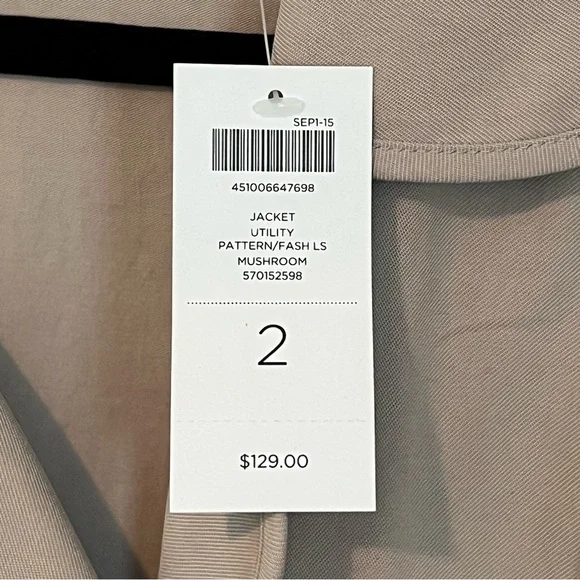 SEP1-15
451006647698
JACKET
UTILITY
PATTERN/FASH LS
MUSHROOM
570152598
2
$129.00